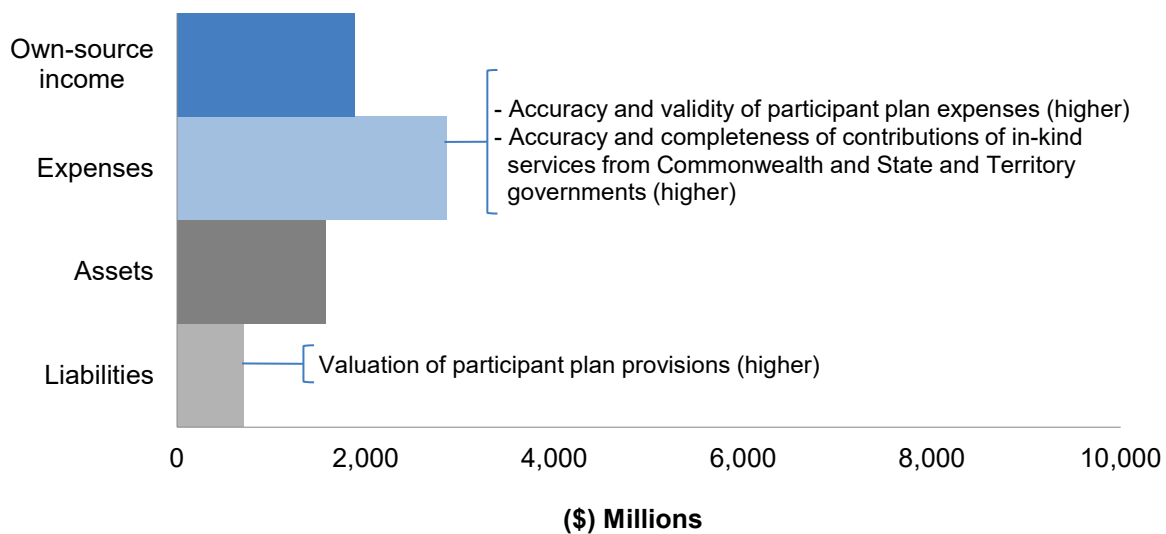 Own-source
income
- Accuracy and validity of participant plan expenses (higher)
- Accuracy and completeness of contributions of in-kind
services from Commonwealth and State and Territory
governments (higher)
Expenses
Assets
Valuation of participant plan provisions (higher)
Liabilities
0 2,000 4,000 6,000 8,000 10,000
($) Millions